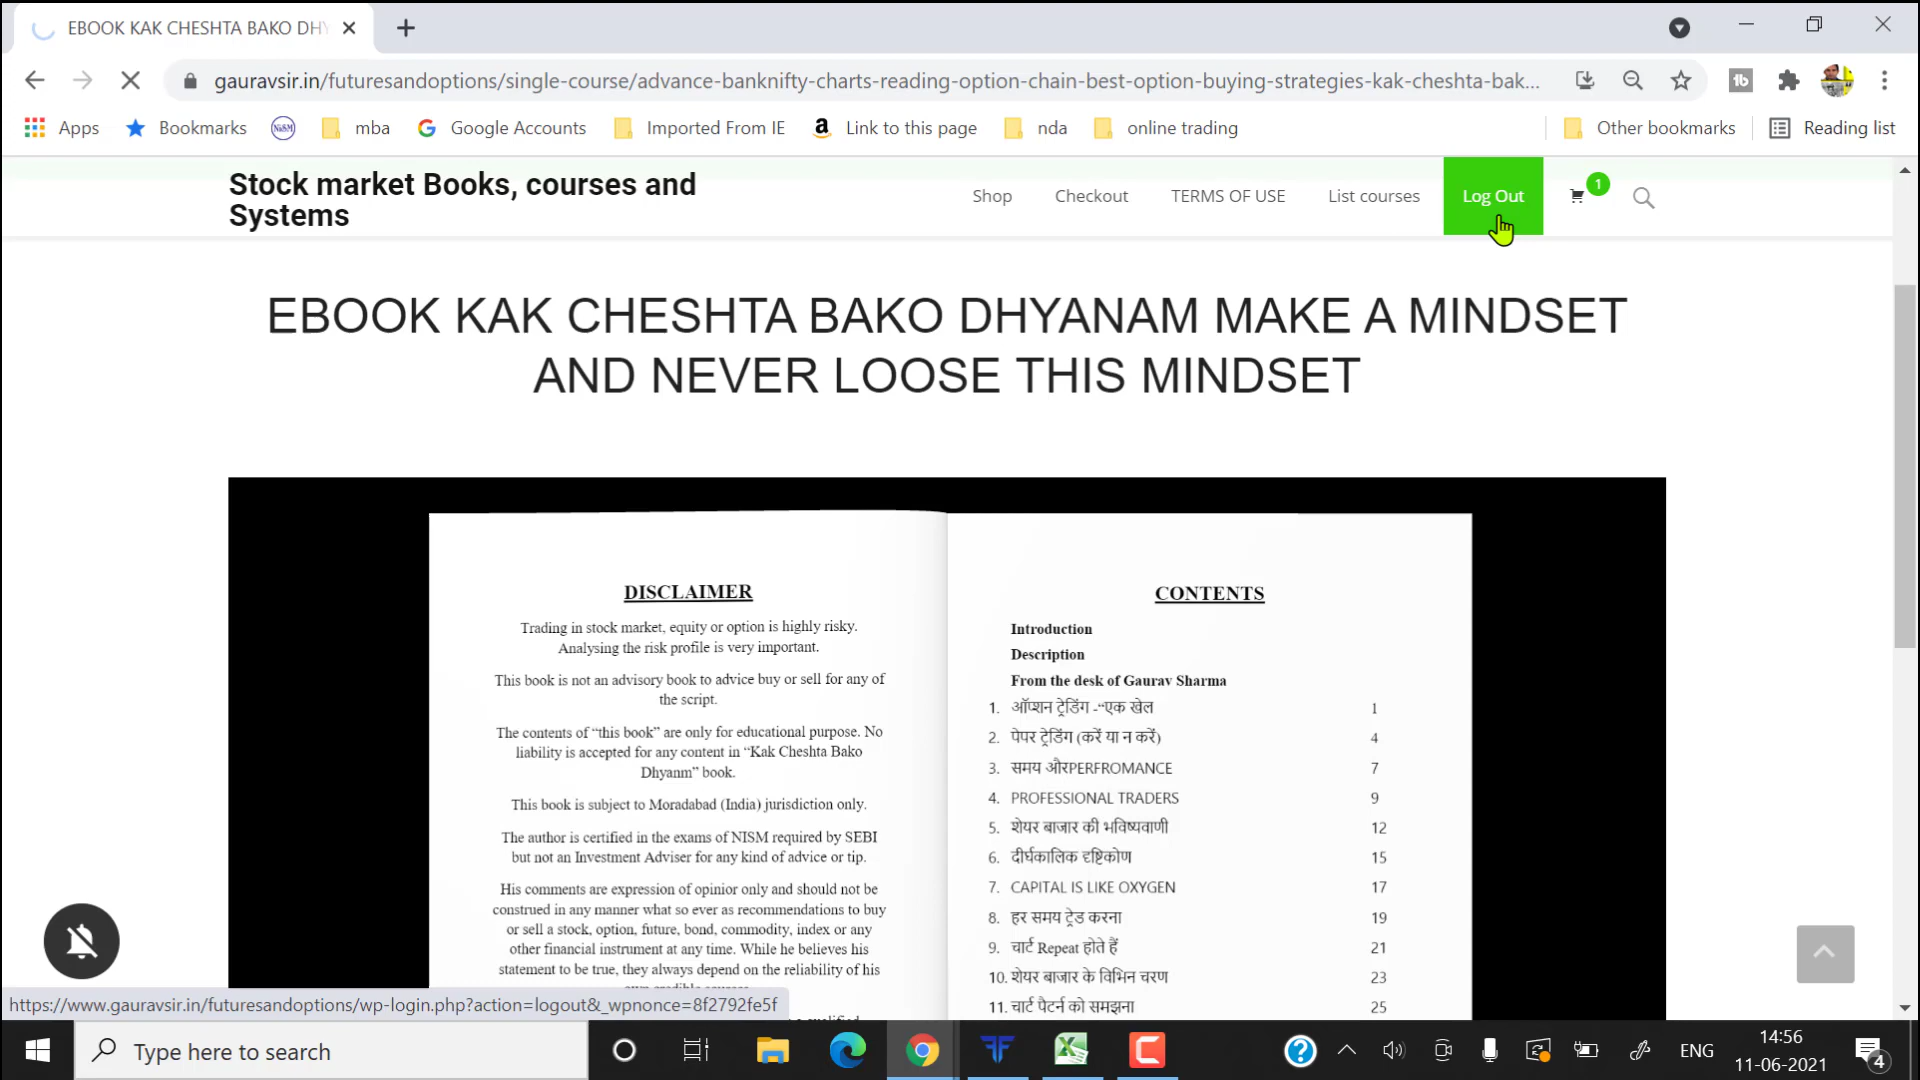 EBOOK KAK CHESHTA BAKO DH
gauravsir.in/futuresandoptions/single-course/advance-banknifty-charts-reading-option-chain-best-option-buying-strategies-kak-cheshta-bak...
Apps Bookmarks NISM mba Google Accounts Imported From IE Link to this page nda online trading Other bookmarks Reading list
Stock market Books, courses and
Systems
Shop Checkout TERMS OF USE List courses Log Out 1
EBOOK KAK CHESHTA BAKO DHYANAM MAKE A MINDSET
AND NEVER LOOSE THIS MINDSET
DISCLAIMER
Trading in stock market, equity or option is highly risky.
Analysing the risk profile is very important.
This book is not an advisory book to advice buy or sell for any of
the script.
The contents of “this book” are only for educational purpose. No
liability is accepted for any content in “Kak Cheshta Bako
Dhyanm” book.
This book is subject to Moradabad (India) jurisdiction only.
The author is certified in the exams of NISM required by SEBI
but not an Investment Adviser for any kind of advice or tip.
His comments are expression of opinior only and should not be
construed in any manner what so ever as recommendations to buy
or sell a stock, option, future, bond, commodity, index or any
other financial instrument at any time. While he believes his
statement to be true, they always depend on the reliability of his
CONTENTS
Introduction
Description
From the desk of Gaurav Sharma
1. ऑप्शन ट्रेडिंग -“एक खेल 1
2. पेपर ट्रेडिंग (करें या न करें) 4
3. समय औरPERFROMANCE 7
4. PROFESSIONAL TRADERS 9
5. शेयर बाजार की भविष्यवाणी 12
6. दीर्घकालिक दृष्टिकोण 15
7. CAPITAL IS LIKE OXYGEN 17
8. हर समय ट्रेड करना 19
9. चार्ट Repeat होते हैं 21
10. शेयर बाजार के विभिन चरण 23
11. चार्ट पैटर्न को समझना 25
https://www.gauravsir.in/futuresandoptions/wp-login.php?action=logout&_wpnonce=8f2792fe5f
Type here to search
ENG
14:56
11-06-2021
4